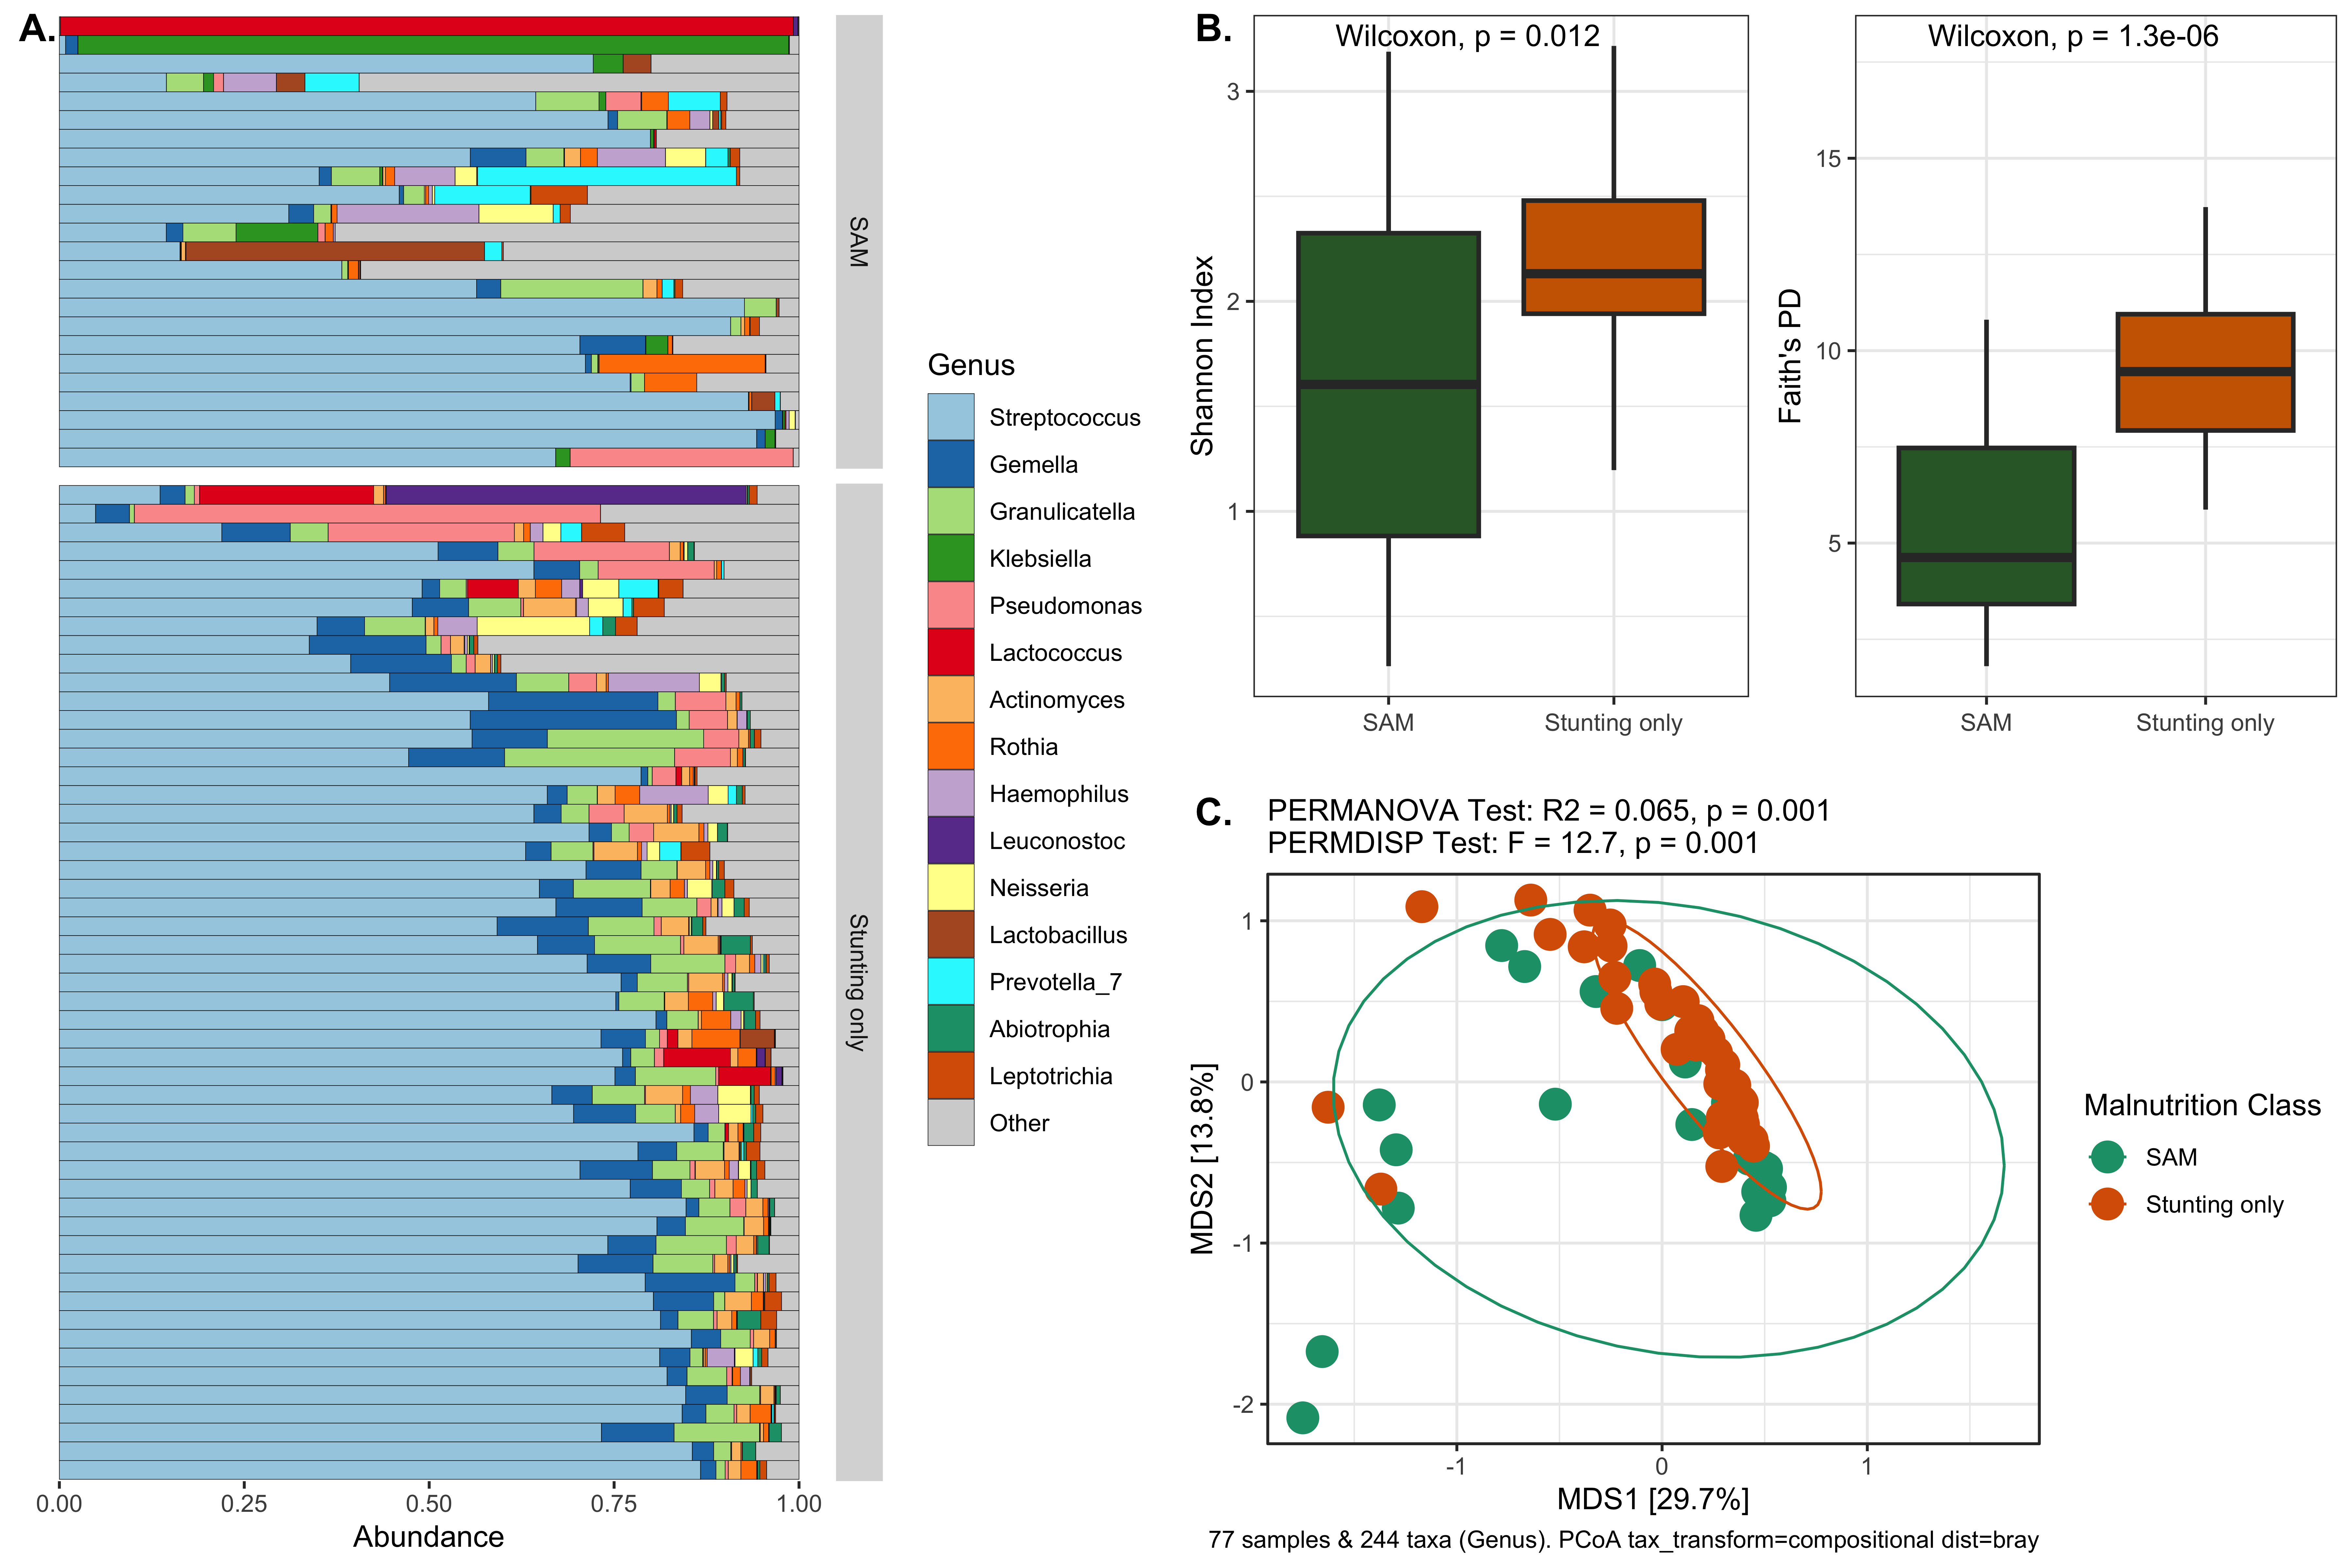 A.
SAM
Stunting only
0.00 0.25 0.50 0.75 1.00
Abundance
Genus
Streptococcus
Gemella
Granulicatella
Klebsiella
Pseudomonas
Lactococcus
Actinomyces
Rothia
Haemophilus
Leuconostoc
Neisseria
Lactobacillus
Prevotella_7
Abiotrophia
Leptotrichia
Other
B.
Wilcoxon, p = 0.012
Shannon Index
3
2
1
SAM Stunting only
Wilcoxon, p = 1.3e-06
Faith's PD
15
10
5
SAM Stunting only
C.
PERMANOVA Test: R2 = 0.065, p = 0.001
PERMDISP Test: F = 12.7, p = 0.001
MDS2 [13.8%]
1
0
-1
-2
-1 0 1
MDS1 [29.7%]
77 samples & 244 taxa (Genus). PCoA tax_transform=compositional dist=bray
Malnutrition Class
SAM
Stunting only